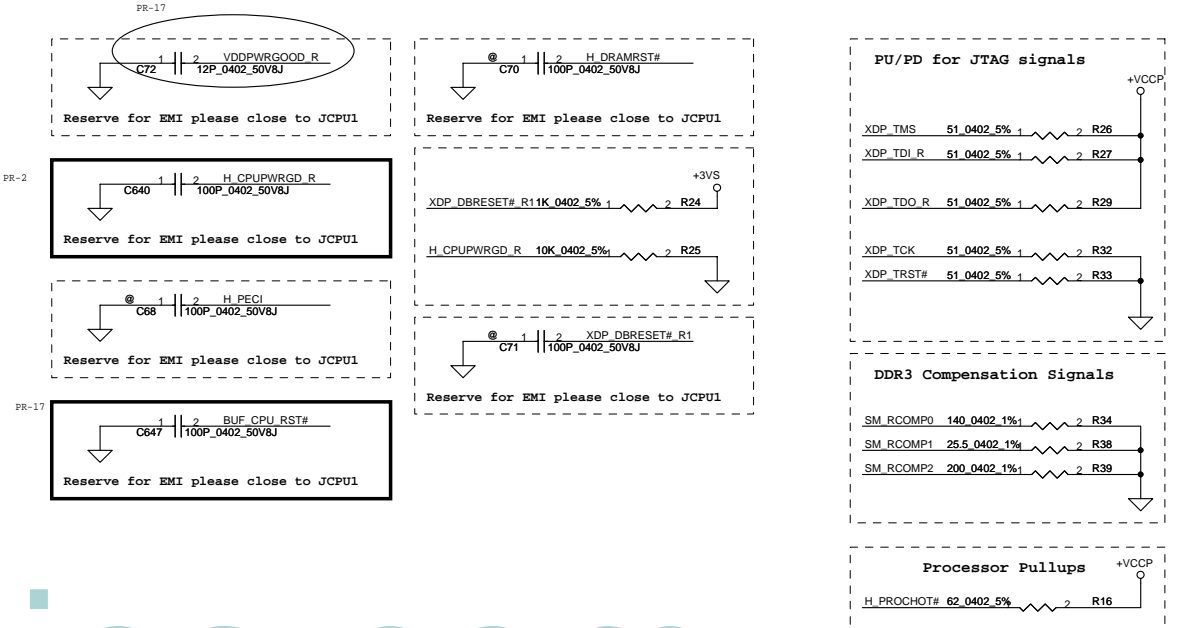 PR-17
1 2 VDDPWRGOOD_R
C72 12P_0402_50V8J
Reserve for EMI please close to JCPU1
PR-2
1 2 H_CPUPWRGD_R
C640 100P_0402_50V8J
Reserve for EMI please close to JCPU1
@ 1 2 H_PECI
C68 100P_0402_50V8J
Reserve for EMI please close to JCPU1
PR-17
1 2 BUF_CPU_RST#
C647 100P_0402_50V8J
Reserve for EMI please close to JCPU1
@ 1 2 H_DRAMRST#
C70 100P_0402_50V8J
Reserve for EMI please close to JCPU1
+3VS
XDP_DBRESET#_R1 1K_0402_5% 1 2 R24
H_CPUPWRGD_R 10K_0402_5% 1 2 R25
@ 1 2 XDP_DBRESET#_R1
C71 100P_0402_50V8J
Reserve for EMI please close to JCPU1
PU/PD for JTAG signals
+VCCP
XDP_TMS 51_0402_5% 1 2 R26
XDP_TDI_R 51_0402_5% 1 2 R27
XDP_TDO_R 51_0402_5% 1 2 R29
XDP_TCK 51_0402_5% 1 2 R32
XDP_TRST# 51_0402_5% 1 2 R33
DDR3 Compensation Signals
SM_RCOMP0 140_0402_1% 1 2 R34
SM_RCOMP1 25.5_0402_1% 1 2 R38
SM_RCOMP2 200_0402_1% 1 2 R39
Processor Pullups
+VCCP
H_PROCHOT# 62_0402_5% 2 R16